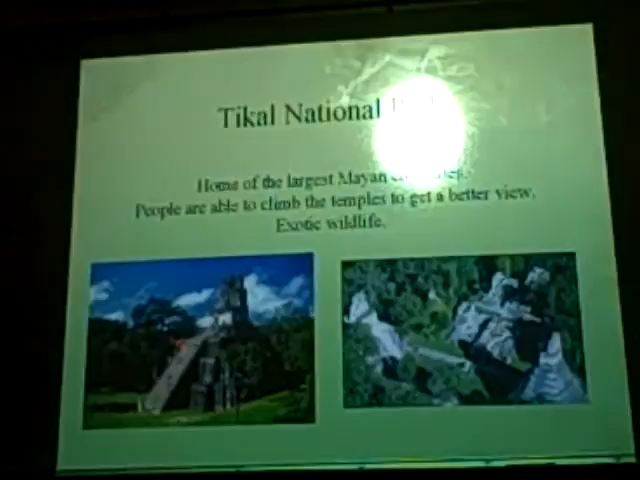 Tikal National
Home of the largest Mayan
People are able to climb the temples to get a better view.
Exotic wildlife.